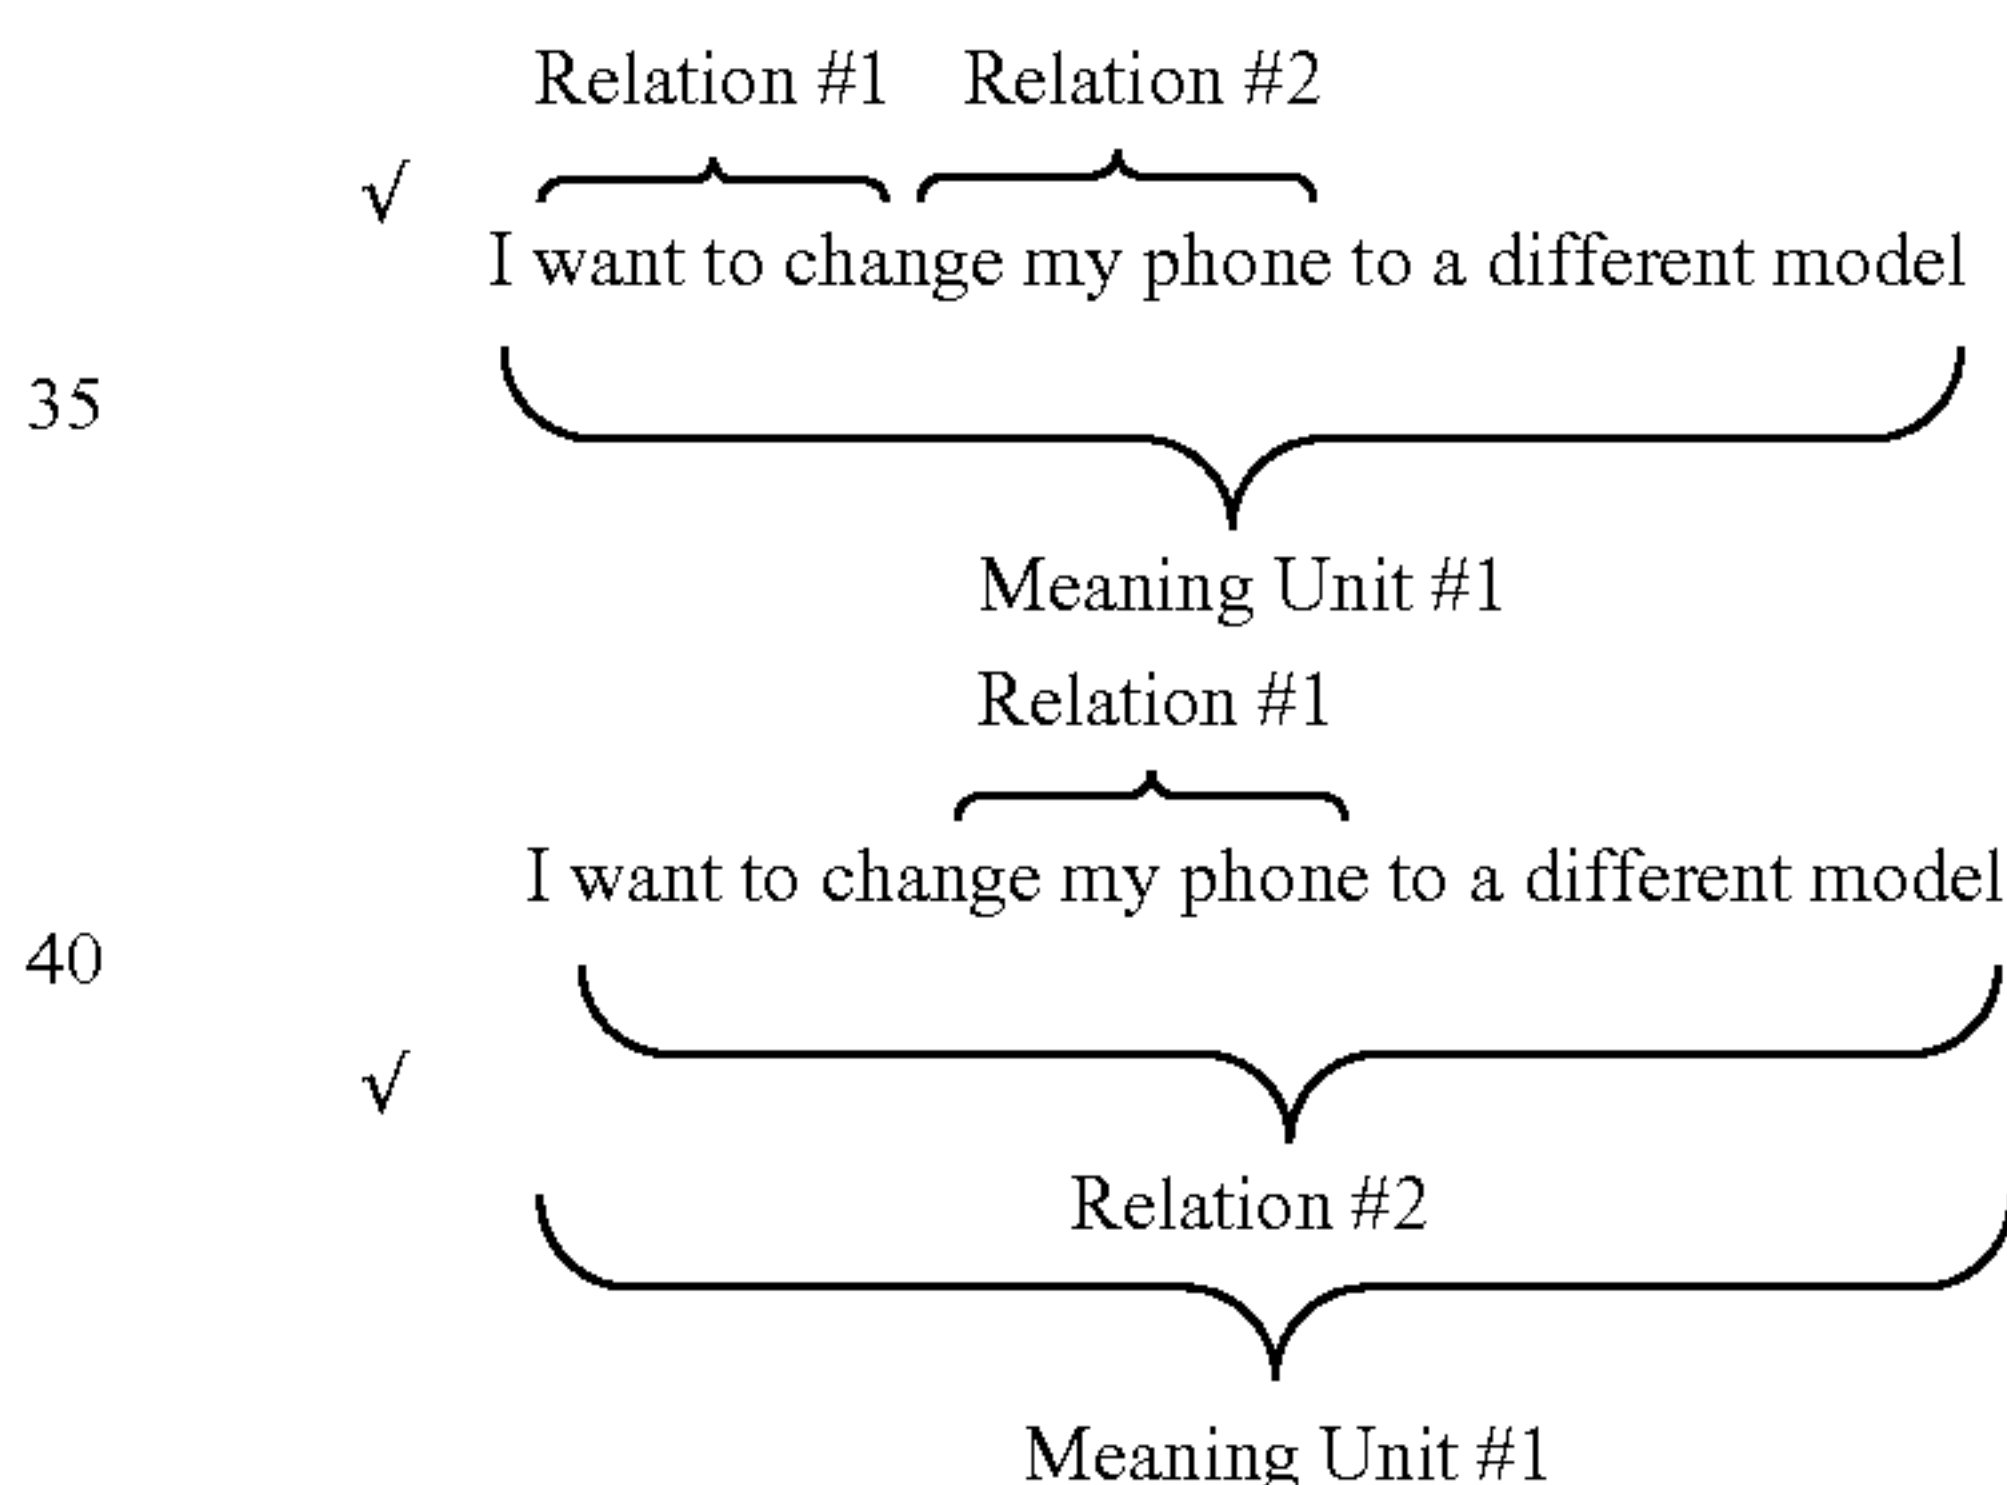 Relation #1 Relation #2
√
I want to change my phone to a different model
35
Meaning Unit #1
Relation #1
I want to change my phone to a different model
40
√
Relation #2
Meaning Unit #1